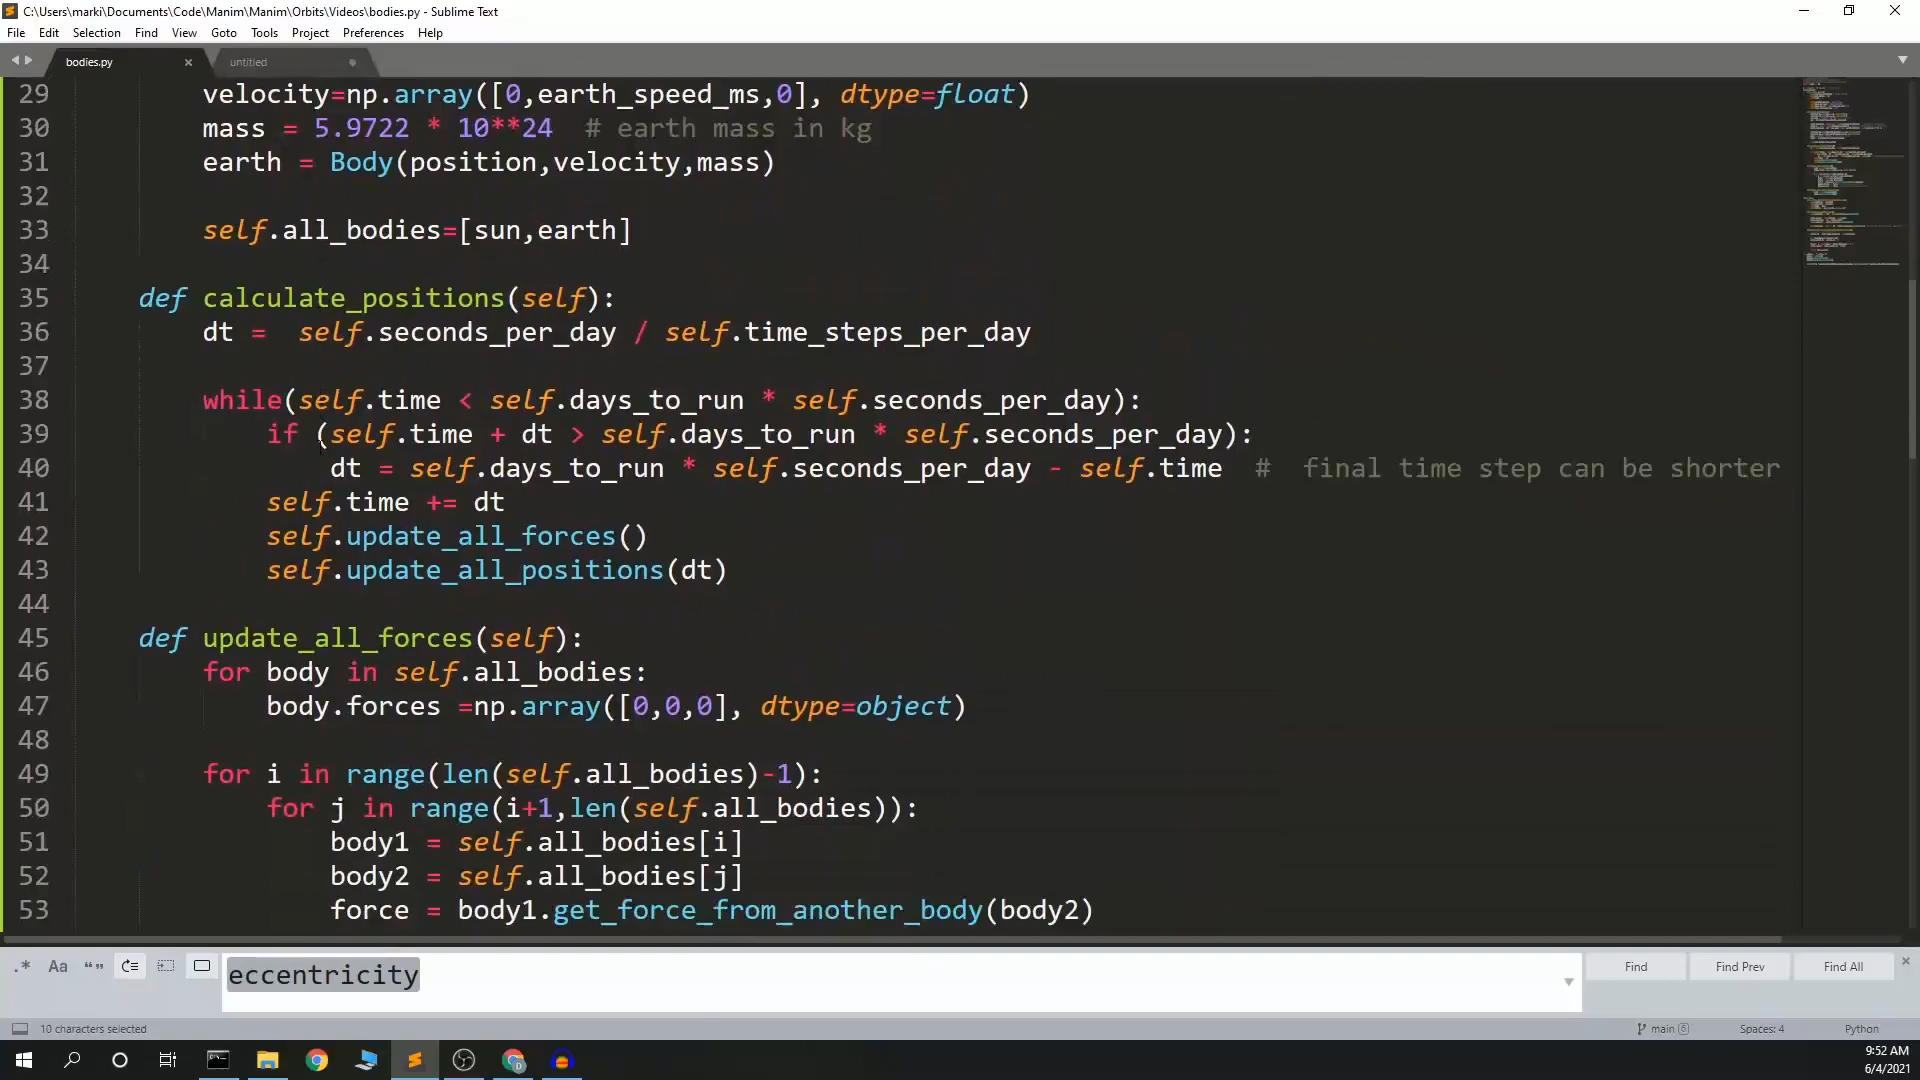 C:\Users\marki\Documents\Code\Manim\Manim\Orbits\Videos\bodies.py - Sublime Text
File Edit Selection Find View Goto Tools Project Preferences Help
bodies.py untitled
29 velocity=np.array([0,earth_speed_ms,0], dtype=float)
30 mass = 5.9722 * 10**24  # earth mass in kg
31 earth = Body(position,velocity,mass)
32
33 self.all_bodies=[sun,earth]
34
35 def calculate_positions(self):
36 dt =  self.seconds_per_day / self.time_steps_per_day
37
38 while(self.time < self.days_to_run * self.seconds_per_day):
39 if (self.time + dt > self.days_to_run * self.seconds_per_day):
40 dt = self.days_to_run * self.seconds_per_day - self.time  #  final time step can be shorter
41 self.time += dt
42 self.update_all_forces()
43 self.update_all_positions(dt)
44
45 def update_all_forces(self):
46 for body in self.all_bodies:
47 body.forces =np.array([0,0,0], dtype=object)
48
49 for i in range(len(self.all_bodies)-1):
50 for j in range(i+1,len(self.all_bodies)):
51 body1 = self.all_bodies[i]
52 body2 = self.all_bodies[j]
53 force = body1.get_force_from_another_body(body2)
.* Aa “” eccentricity Find Find Prev Find All
10 characters selected main 6 Spaces: 4 Python
9:52 AM
6/4/2021